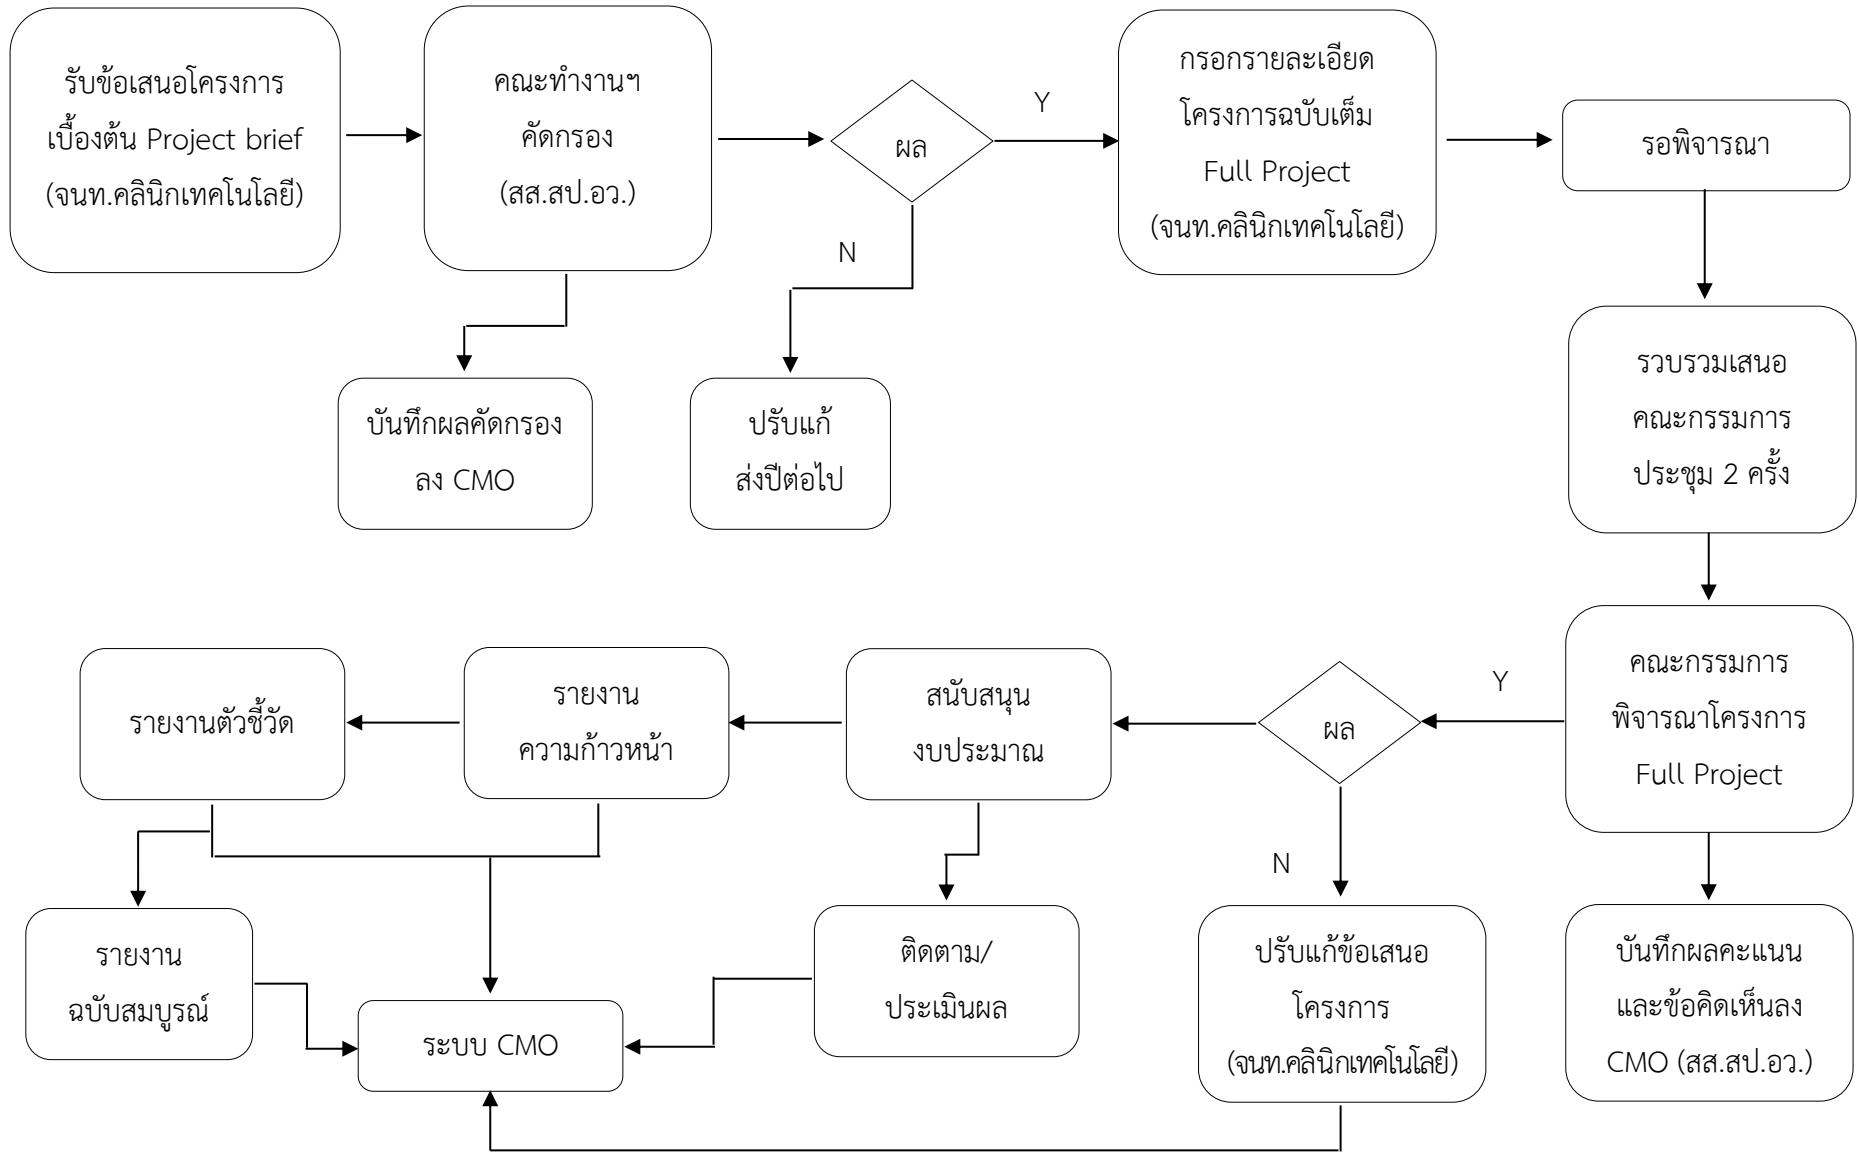 รับข้อเสนอโครงการ
เบื้องต้น Project brief
(จนท.คลินิกเทคโนโลยี)
คณะทำงานฯ
คัดกรอง
(สส.สป.อว.)
ผล
Y
N
กรอกรายละเอียด
โครงการฉบับเต็ม
Full Project
(จนท.คลินิกเทคโนโลยี)
รอพิจารณา
บันทึกผลคัดกรอง
ลง CMO
ปรับแก้
ส่งปีต่อไป
รวบรวมเสนอ
คณะกรรมการ
ประชุม 2 ครั้ง
คณะกรรมการ
พิจารณาโครงการ
Full Project
Y
ผล
N
สนับสนุน
งบประมาณ
รายงาน
ความก้าวหน้า
รายงานตัวชี้วัด
รายงาน
ฉบับสมบูรณ์
ระบบ CMO
ติดตาม/
ประเมินผล
ปรับแก้ข้อเสนอ
โครงการ
(จนท.คลินิกเทคโนโลยี)
บันทึกผลคะแนน
และข้อคิดเห็นลง
CMO (สส.สป.อว.)